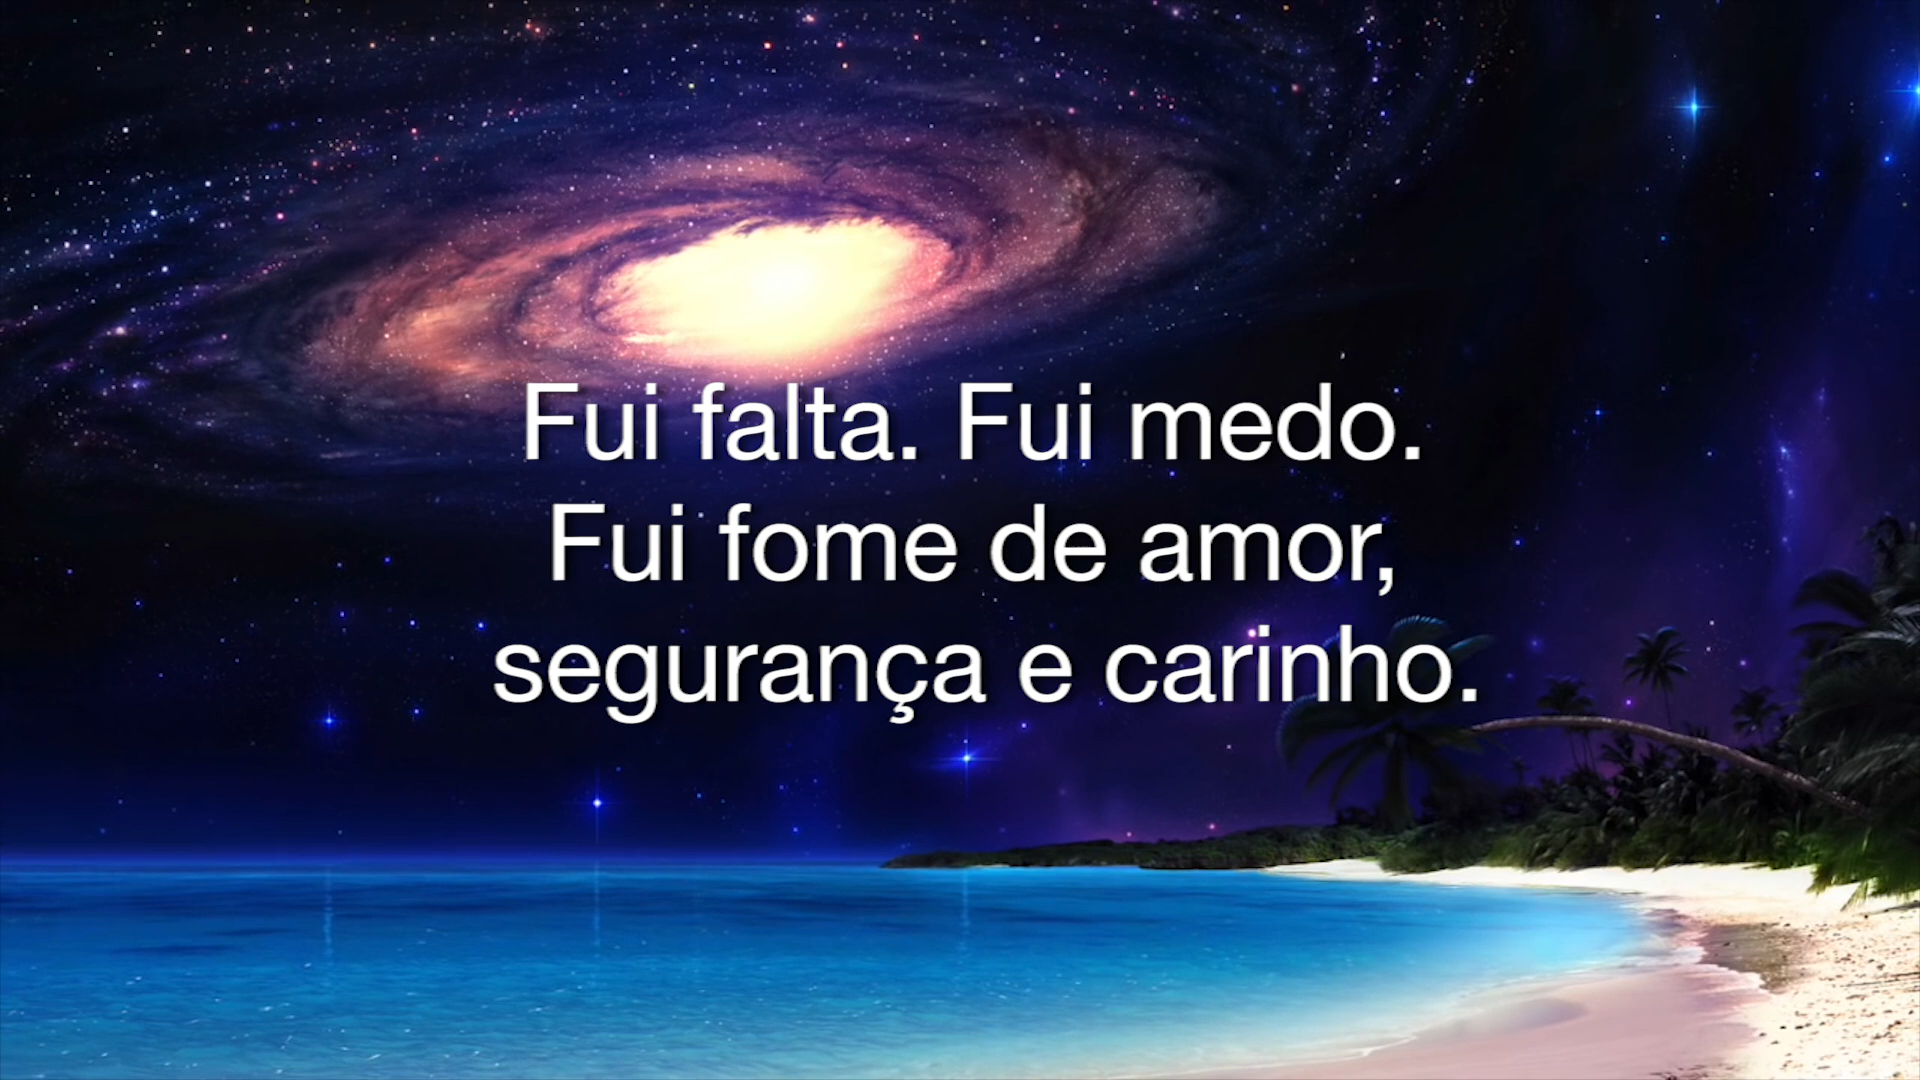 Fui falta. Fui medo.
Fui fome de amor,
segurança e carinho.